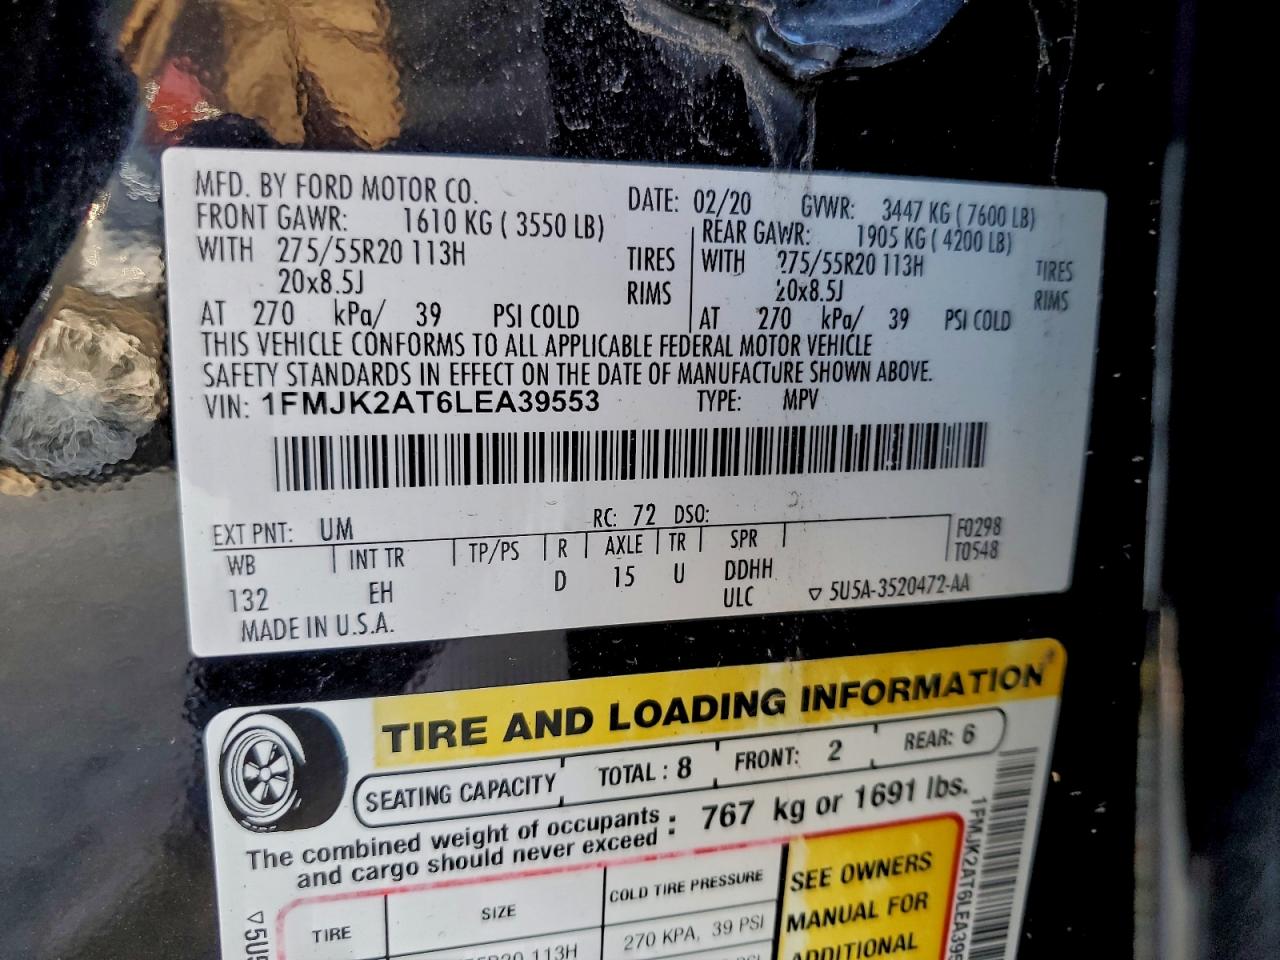 MFD. BY FORD MOTOR CO. DATE: 02/20 GVWR: 3447 KG ( 7600 LB)
FRONT GAWR: 1610 KG ( 3550 LB) REAR GAWR: 1905 KG ( 4200 LB)
WITH 275/55R20 113H TIRES WITH 275/55R20 113H TIRES
20x8.5J RIMS 20x8.5J RIMS
AT 270 kPa/ 39 PSI COLD AT 270 kPa/ 39 PSI COLD
THIS VEHICLE CONFORMS TO ALL APPLICABLE FEDERAL MOTOR VEHICLE
SAFETY STANDARDS IN EFFECT ON THE DATE OF MANUFACTURE SHOWN ABOVE.
VIN: 1FMJK2AT6LEA39553 TYPE: MPV
EXT PNT: UM RC: 72 DSO: F0298
WB INT TR TP/PS R AXLE TR SPR T0548
132 EH D 15 U DDHH
ULC ▽ 5U5A-3520472-AA
MADE IN U.S.A.
TIRE AND LOADING INFORMATION
SEATING CAPACITY TOTAL : 8 FRONT: 2 REAR: 6
The combined weight of occupants
and cargo should never exceed : 767 kg or 1691 lbs.
TIRE SIZE COLD TIRE PRESSURE SEE OWNERS
MANUAL FOR
ADDITIONAL
113H 270 KPA, 39 PSI
▽5U5
1FMJK2AT6LEA395